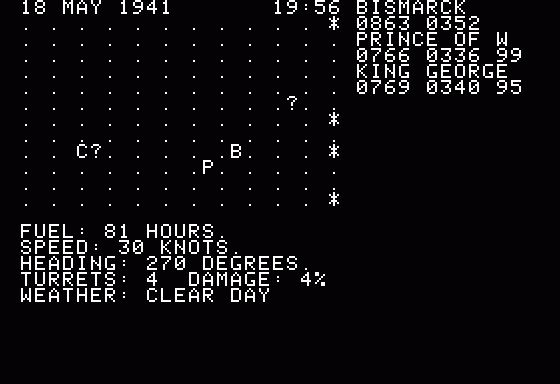 18 MAY 1941 19:56 BISMARCK
. . . . . . . . . . . . * 0863 0352
. . . . . . . . . . . . . PRINCE OF W
. . . . . . . . . . . . . 0766 0336 99
. . . . . . . . . . . . . KING GEORGE
. . . . . . . . . . . . . 0769 0340 95
. . . . . . . . . . ? . .
. . . . . . . . . . . . *
. . . . . . . . . . . . .
. . C? . . . . . B . . . *
. . . . . . . P . . . . .
. . . . . . . . . . . . .
. . . . . . . . . . . . *
FUEL: 81 HOURS.
SPEED: 30 KNOTS.
HEADING: 270 DEGREES.
TURRETS: 4 DAMAGE: 4%
WEATHER: CLEAR DAY